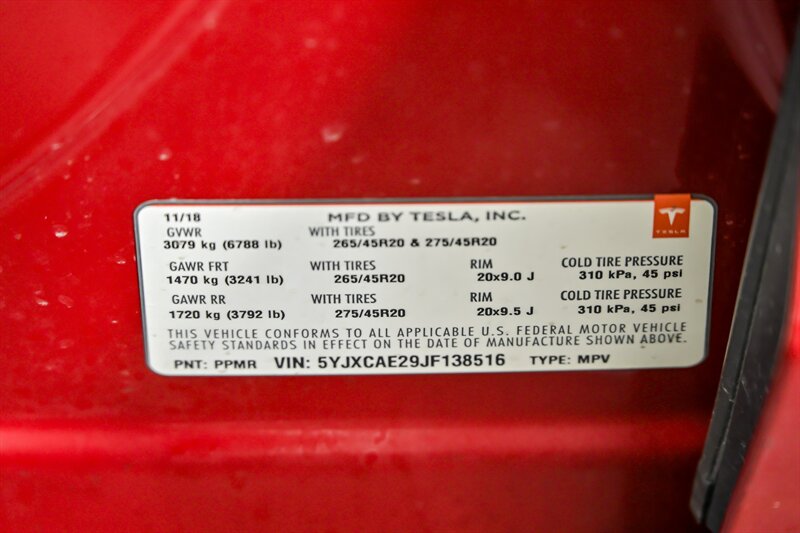 11/18 MFD BY TESLA, INC.
GVWR WITH TIRES
3079 kg (6788 lb) 265/45R20 & 275/45R20
GAWR FRT WITH TIRES RIM COLD TIRE PRESSURE
1470 kg (3241 lb) 265/45R20 20x9.0 J 310 kPa, 45 psi
GAWR RR WITH TIRES RIM COLD TIRE PRESSURE
1720 kg (3792 lb) 275/45R20 20x9.5 J 310 kPa, 45 psi
THIS VEHICLE CONFORMS TO ALL APPLICABLE U.S. FEDERAL MOTOR VEHICLE
SAFETY STANDARDS IN EFFECT ON THE DATE OF MANUFACTURE SHOWN ABOVE.
PNT: PPMR VIN: 5YJXCAE29JF138516 TYPE: MPV
TESLA